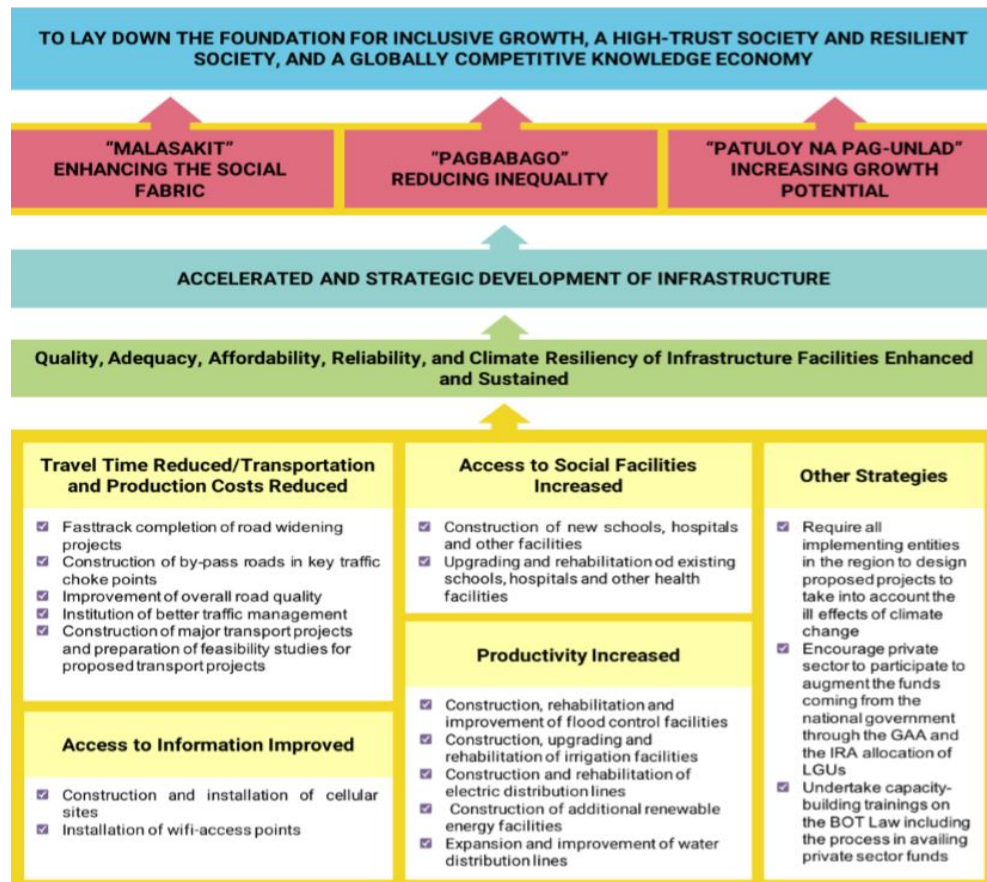 TO LAY DOWN THE FOUNDATION FOR INCLUSIVE GROWTH, A HIGH-TRUST SOCIETY AND RESILIENT
SOCIETY, AND A GLOBALLY COMPETITIVE KNOWLEDGE ECONOMY
"MALASAKIT"
ENHANCING THE SOCIAL
FABRIC
"PAGBABAGO"
REDUCING INEQUALITY
"PATULOY NA PAG-UNLAD"
INCREASING GROWTH
POTENTIAL
ACCELERATED AND STRATEGIC DEVELOPMENT OF INFRASTRUCTURE
Quality, Adequacy, Affordability, Reliability, and Climate Resiliency of Infrastructure Facilities Enhanced
and Sustained
Travel Time Reduced/Transportation
and Production Costs Reduced
Fasttrack completion of road widening
projects
Construction of by-pass roads in key traffic
choke points
Improvement of overall road quality
Institution of better traffic management
Construction of major transport projects
and preparation of feasibility studies for
proposed transport projects
Access to Information Improved
Construction and installation of cellular
sites
Installation of wifi-access points
Access to Social Facilities
Increased
Construction of new schools, hospitals
and other facilities
Upgrading and rehabilitation od existing
schools, hospitals and other health
facilities
Productivity Increased
Construction, rehabilitation and
improvement of flood control facilities
Construction, upgrading and
rehabilitation of irrigation facilities
Construction and rehabilitation of
electric distribution lines
Construction of additional renewable
energy facilities
Expansion and improvement of water
distribution lines
Other Strategies
Require all
implementing entities
in the region to design
proposed projects to
take into account the
ill effects of climate
change
Encourage private
sector to participate to
augment the funds
coming from the
national government
through the GAA and
the IRA allocation of
LGUs
Undertake capacity-
building trainings on
the BOT Law including
the process in availing
private sector funds